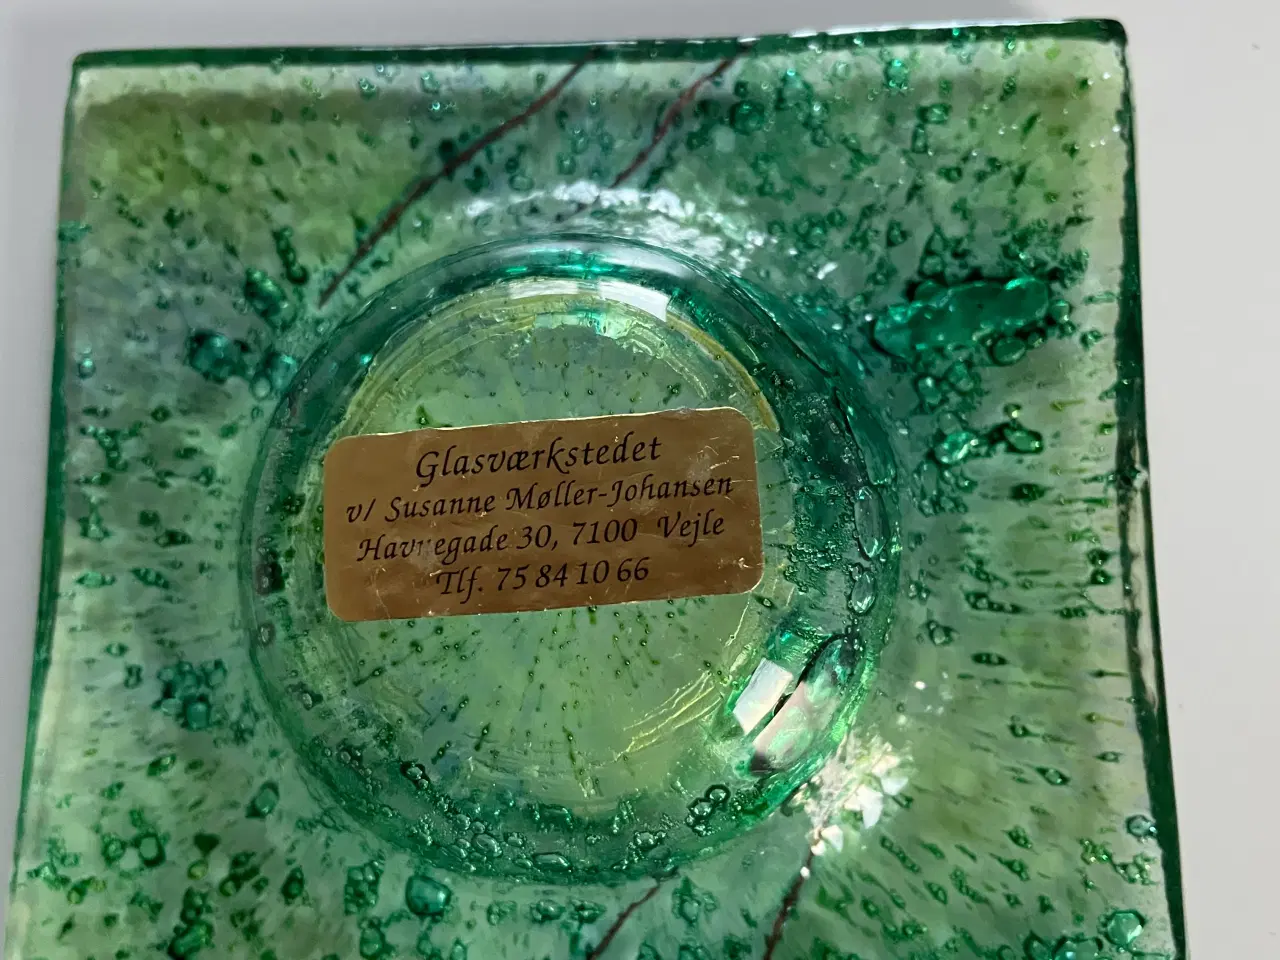 Glasværkstedet
v/ Susanne Møller-Johansen
Havnegade 30, 7100 Vejle
Tlf. 75 84 10 66